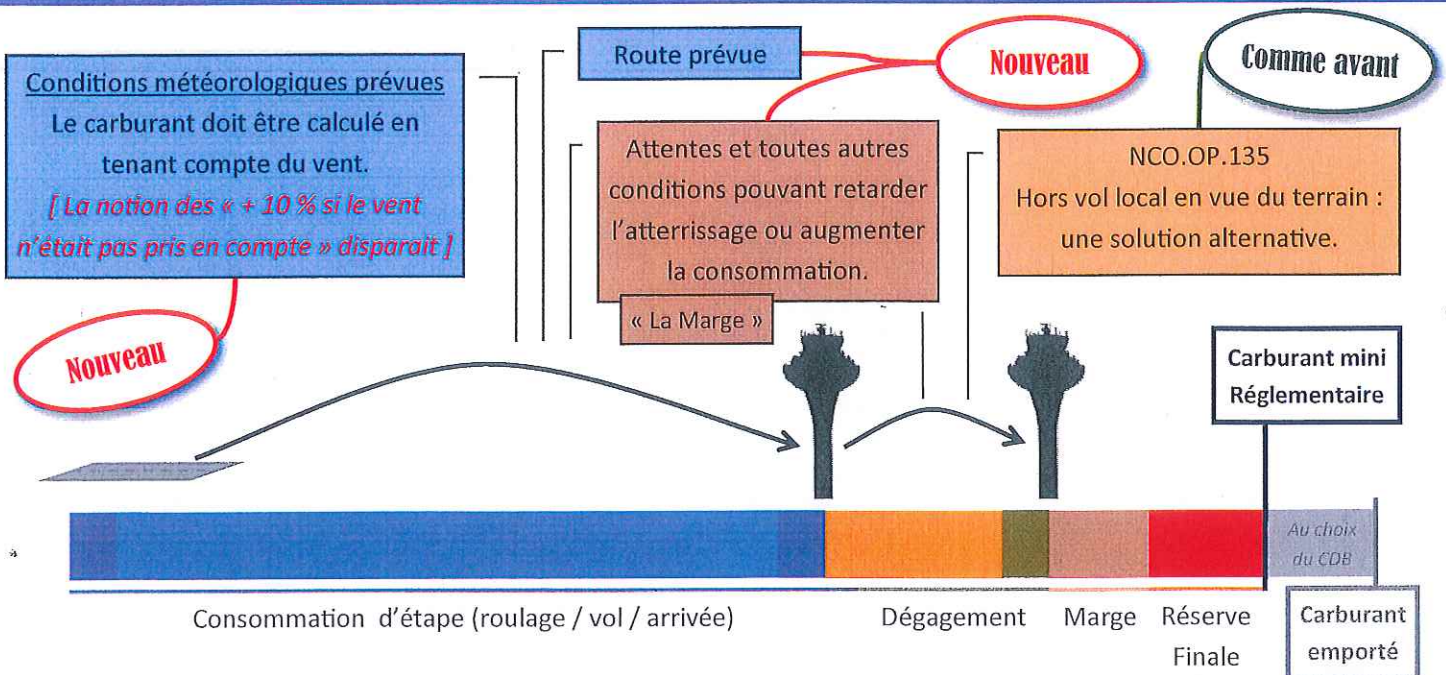 Conditions météorologiques prévues
Le carburant doit être calculé en
tenant compte du vent.
[ La notion des « + 10 % si le vent
n'était pas pris en compte » disparait ]
Nouveau
Route prévue
Nouveau
Attentes et toutes autres
conditions pouvant retarder
l'atterrissage ou augmenter
la consommation.
« La Marge »
Comme avant
NCO.OP.135
Hors vol local en vue du terrain :
une solution alternative.
Carburant mini
Réglementaire
Au choix
du CDB
Consommation d'étape (roulage / vol / arrivée)
Dégagement
Marge
Réserve
Finale
Carburant
emporté